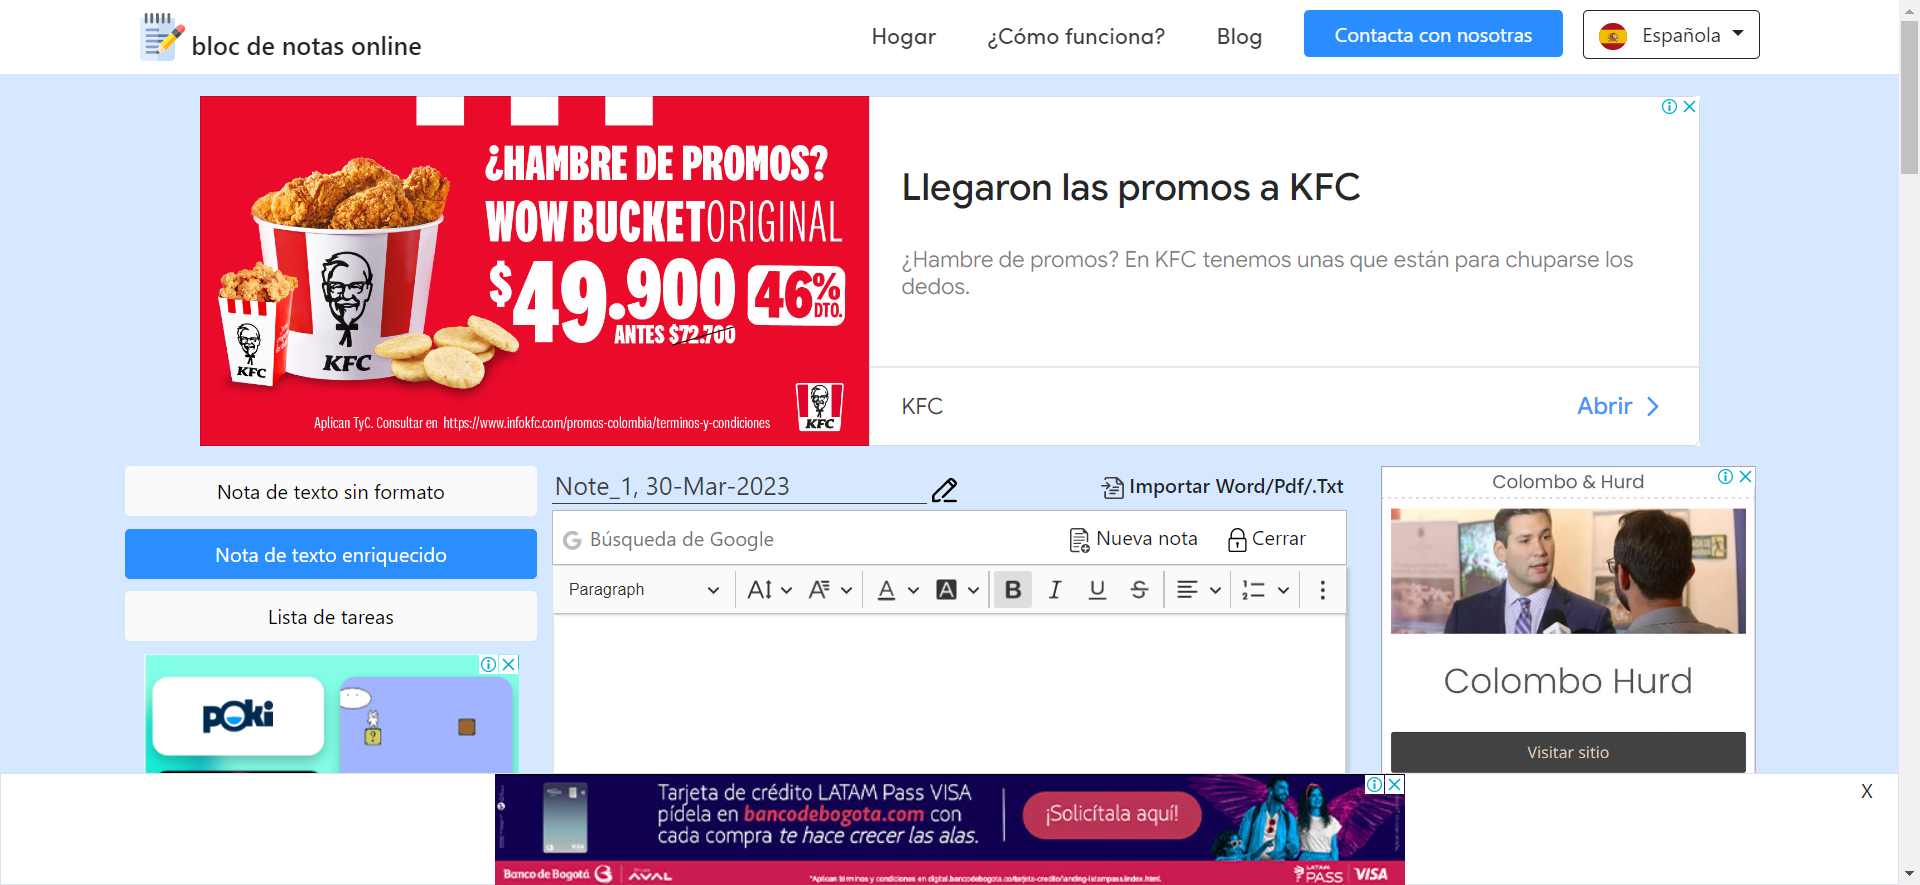 bloc de notas online
Hogar
¿Cómo funciona?
Blog
Contacta con nosotras
Española
¿HAMBRE DE PROMOS?
WOW BUCKET ORIGINAL
$49.900 46% DTO.
ANTES $72.700
KFC
KFC
Aplican TyC. Consultar en https://www.infokfc.com/promos-colombia/terminos-y-condiciones
KFC
Llegaron las promos a KFC
¿Hambre de promos? En KFC tenemos unas que están para chuparse los
dedos.
KFC
Abrir
Nota de texto sin formato
Nota de texto enriquecido
Lista de tareas
POKi
?
Note_1, 30-Mar-2023
Importar Word/Pdf/.Txt
G Búsqueda de Google
Nueva nota
Cerrar
Paragraph
A A A A B I U S
Colombo & Hurd
Colombo Hurd
Visitar sitio
Tarjeta de crédito LATAM Pass VISA
pídela en bancodebogota.com con
cada compra te hace crecer las alas.
¡Solicítala aquí!
Banco de Bogotá
AVAL
*Aplican términos y condiciones en digital.bancodebogota.co/tarjeta-credito/landing-latampass/index.html.
LATAM
PASS
VISA
X